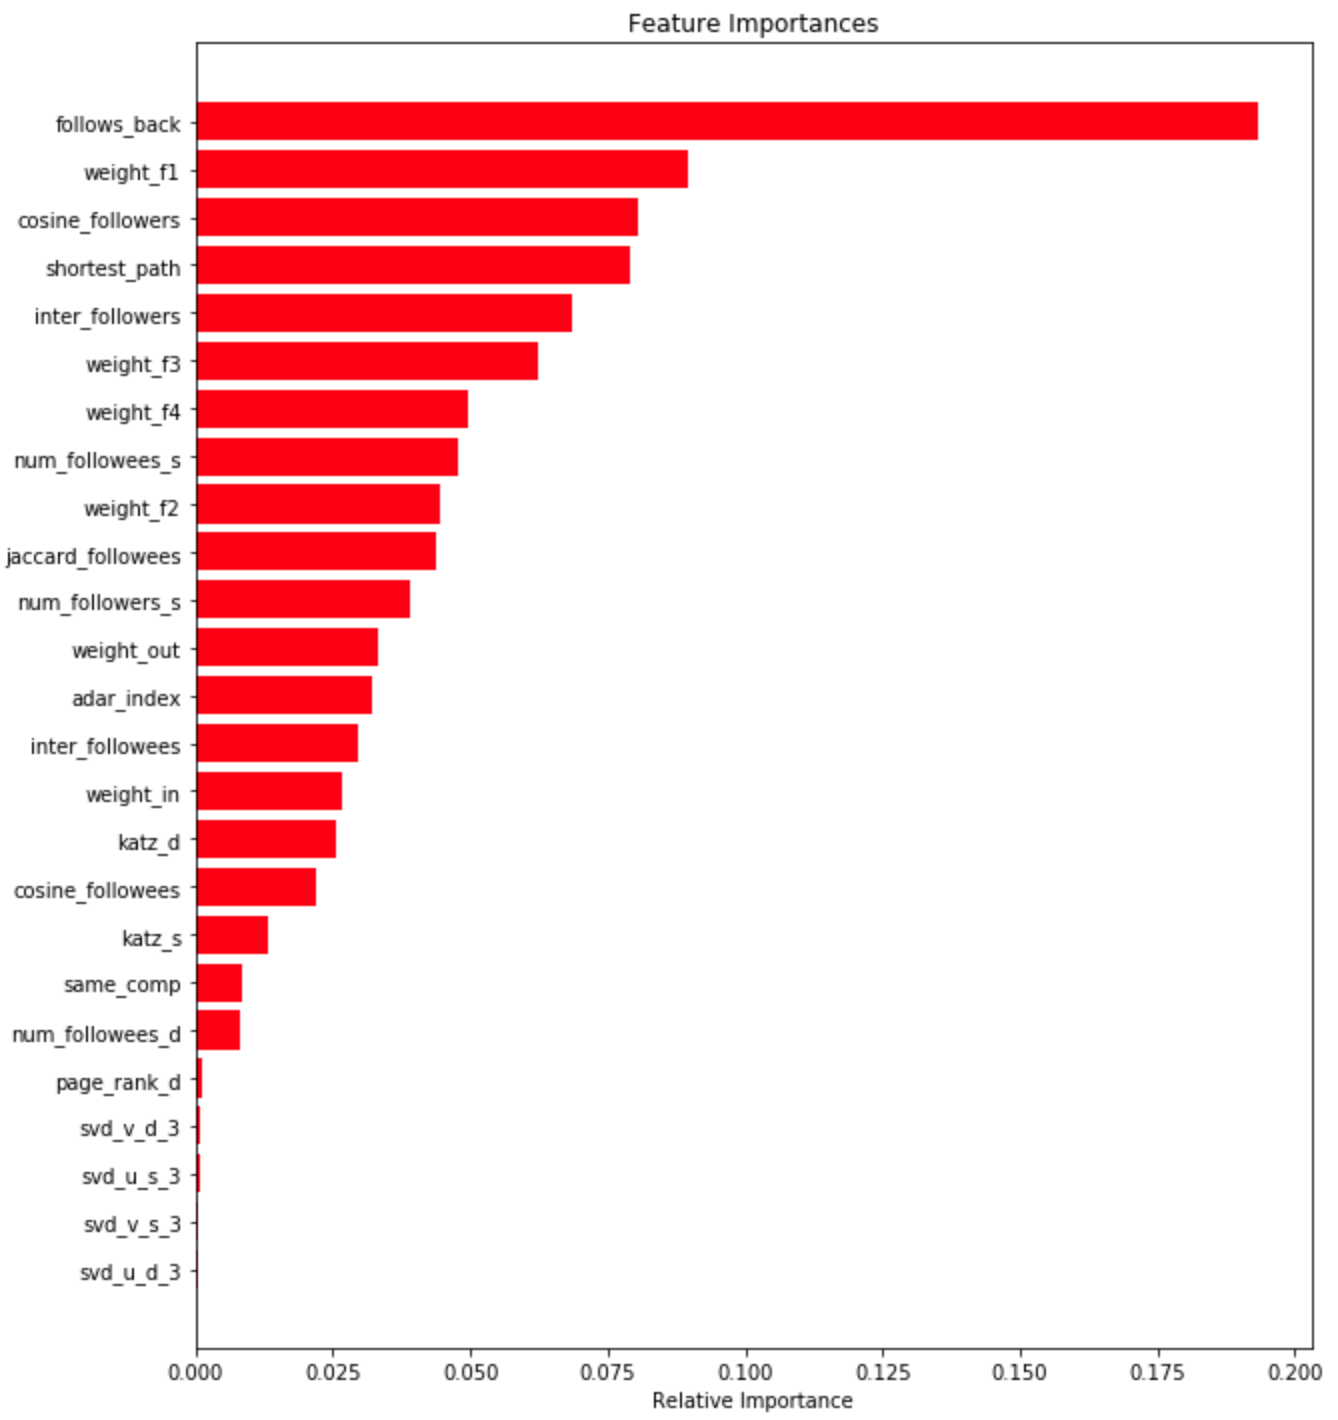 Feature Importances
follows_back
weight_f1
cosine_followers
shortest_path
inter_followers
weight_f3
weight_f4
num_followees_s
weight_f2
jaccard_followees
num_followers_s
weight_out
adar_index
inter_followees
weight_in
katz_d
cosine_followees
katz_s
same_comp
num_followees_d
page_rank_d
svd_v_d_3
svd_u_s_3
svd_v_s_3
svd_u_d_3
0.000 0.025 0.050 0.075 0.100 0.125 0.150 0.175 0.200
Relative Importance